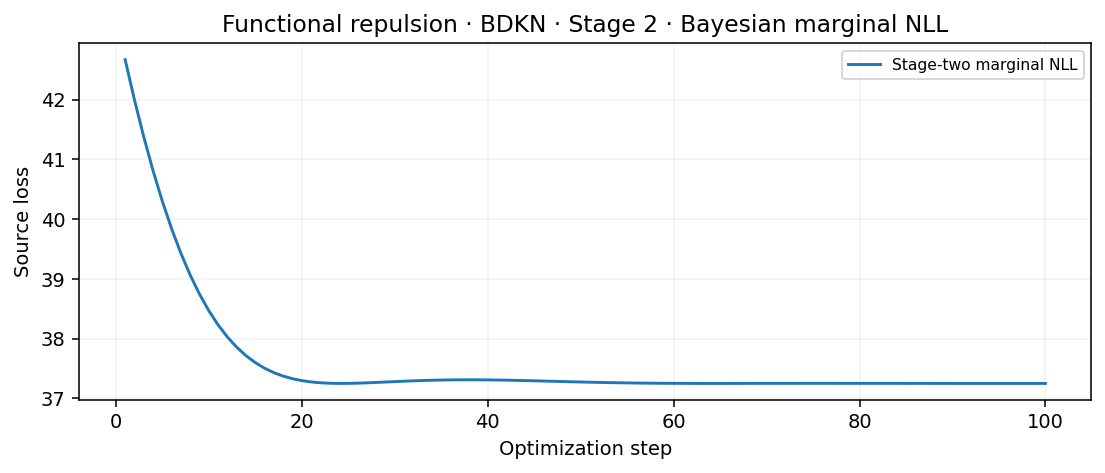 Functional repulsion · BDKN · Stage 2 · Bayesian marginal NLL
Stage-two marginal NLL
Source loss
42
41
40
39
38
37
0 20 40 60 80 100
Optimization step